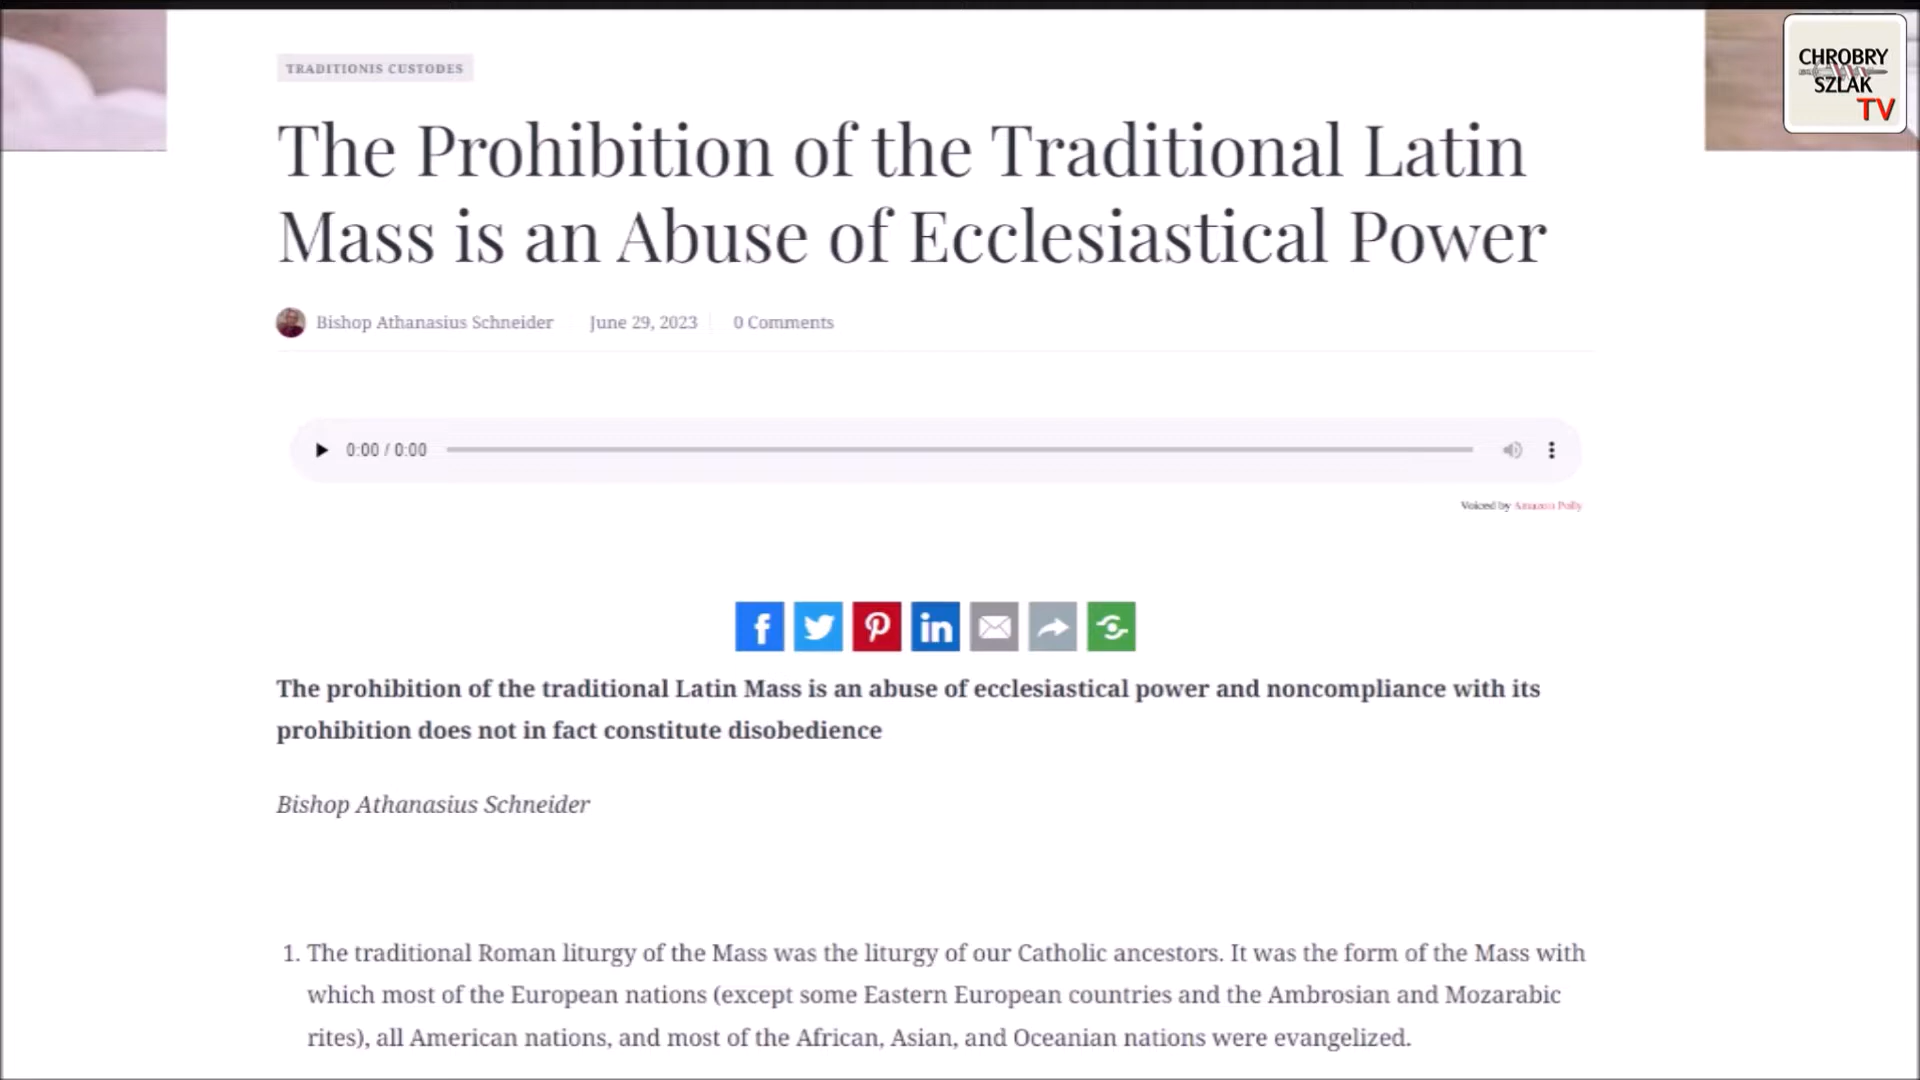 CHROBRY
SZLAK
TV
TRADITIONIS CUSTODES
The Prohibition of the Traditional Latin
Mass is an Abuse of Ecclesiastical Power
Bishop Athanasius Schneider June 29, 2023 0 Comments
0:00 / 0:00
Voiced by Amazon Polly
The prohibition of the traditional Latin Mass is an abuse of ecclesiastical power and noncompliance with its
prohibition does not in fact constitute disobedience
Bishop Athanasius Schneider
1. The traditional Roman liturgy of the Mass was the liturgy of our Catholic ancestors. It was the form of the Mass with
which most of the European nations (except some Eastern European countries and the Ambrosian and Mozarabic
rites), all American nations, and most of the African, Asian, and Oceanian nations were evangelized.